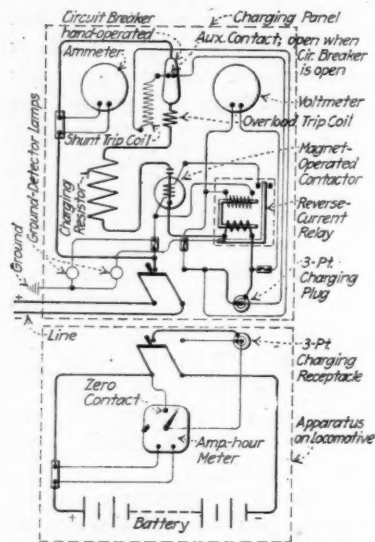 Circuit Breaker
hand-operated
Ammeter
Charging Panel
Aux. Contact, open when
Cir. Breaker
is open
Voltmeter
Overload Trip Coil
Shunt Trip Coil
Magnet-
Operated
Contactor
Reverse-
Current
Relay
Charging
Resistor
Ground-Detector Lamps
Ground
3-Pt.
Charging
Plug
+
-
Line
3-Pt.
Charging
Receptacle
Zero
Contact
Amp.-hour
Meter
Apparatus
on Locomotive
+
Battery
-